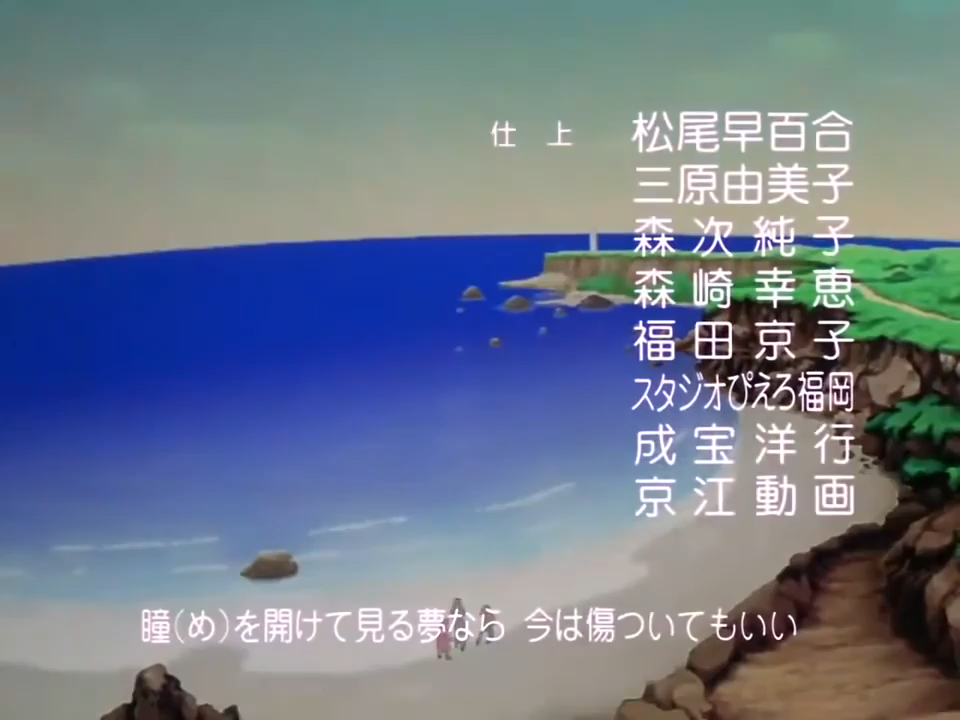 仕上 松尾早百合
三原由美子
森次純子
森崎幸恵
福田京子
スタジオぴえろ福岡
成宝洋行
京江動画
瞳(め)を開けて見る夢なら 今は傷ついてもいい